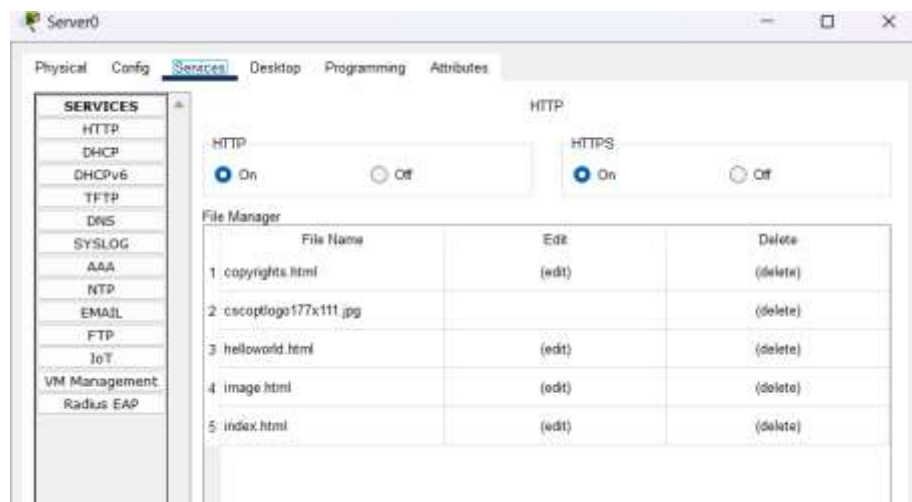 Server0
Physical Config Services Desktop Programming Attributes
SERVICES
HTTP
DHCP
DHCPv6
TFTP
DNS
SYSLOG
AAA
NTP
EMAIL
FTP
IoT
VM Management
Radius EAP
HTTP
HTTP
On Off
HTTPS
On Off
File Manager
File Name Edit Delete
1 copyrights.html (edit) (delete)
2 cscoptlogo177x111.jpg (delete)
3 helloworld.html (edit) (delete)
4 image.html (edit) (delete)
5 index.html (edit) (delete)